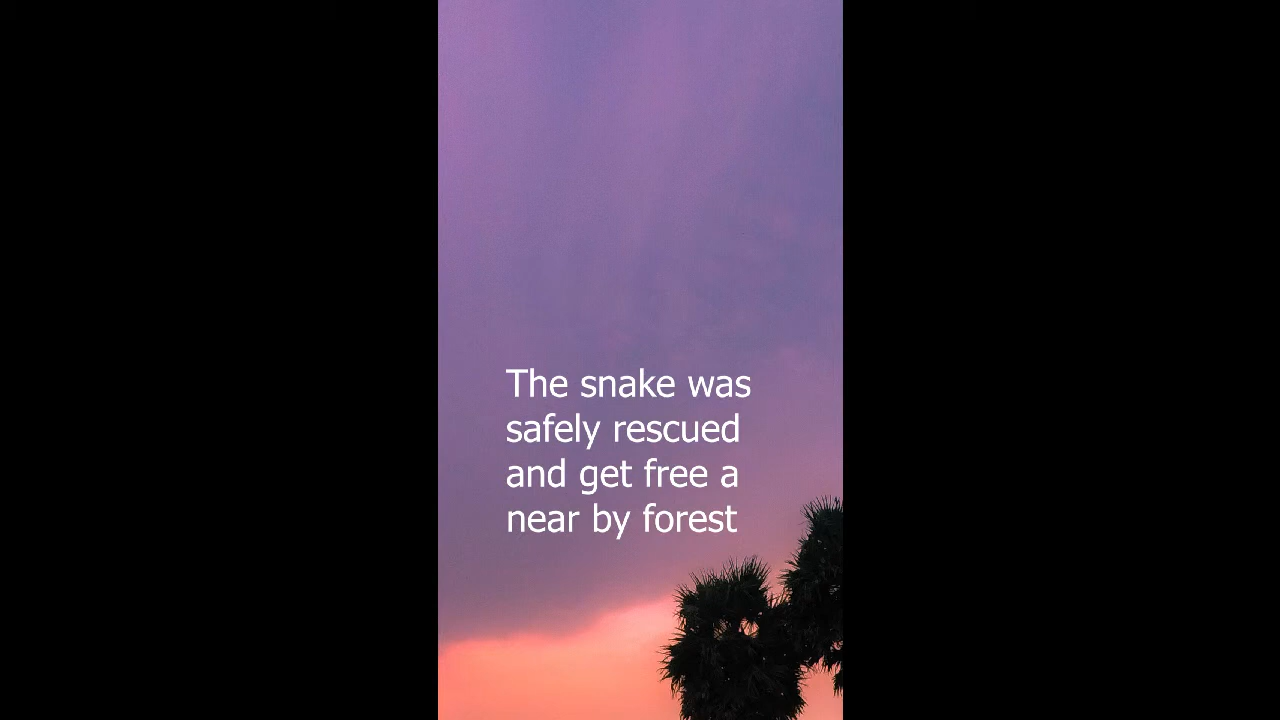 The snake was
safely rescued
and get free a
near by forest